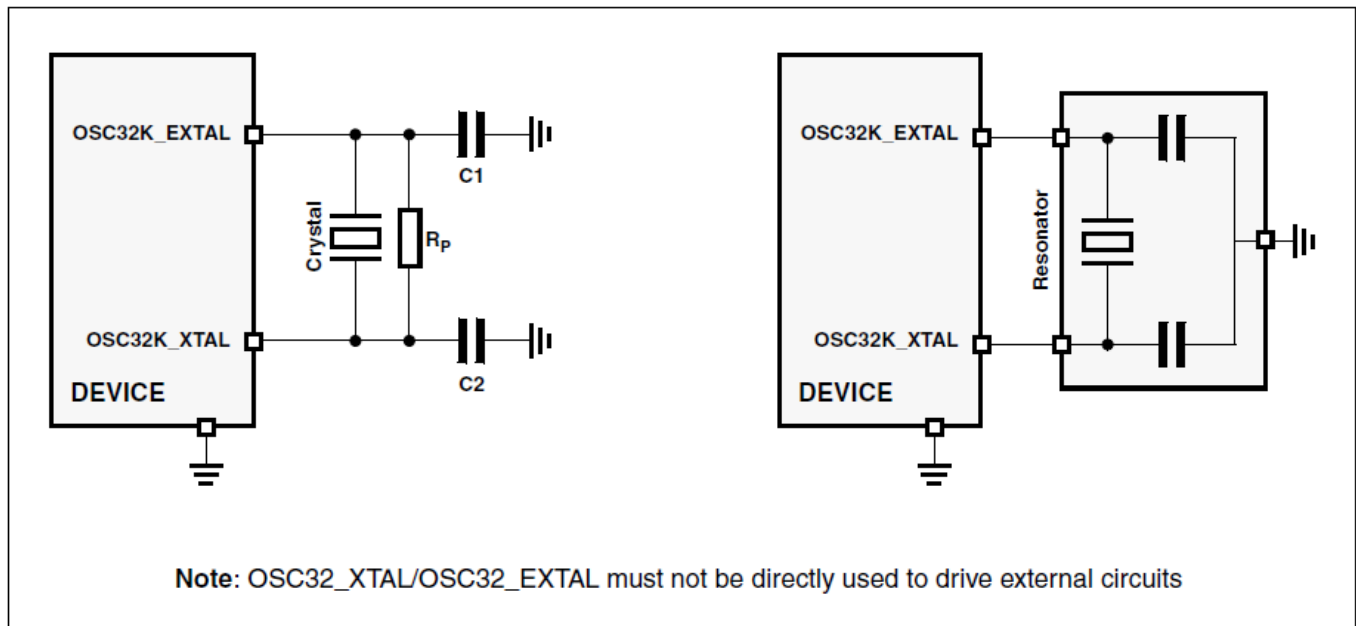 OSC32K_EXTAL
C1
Crystal
RP
OSC32K_XTAL
C2
DEVICE
OSC32K_EXTAL
Resonator
OSC32K_XTAL
DEVICE
Note: OSC32_XTAL/OSC32_EXTAL must not be directly used to drive external circuits